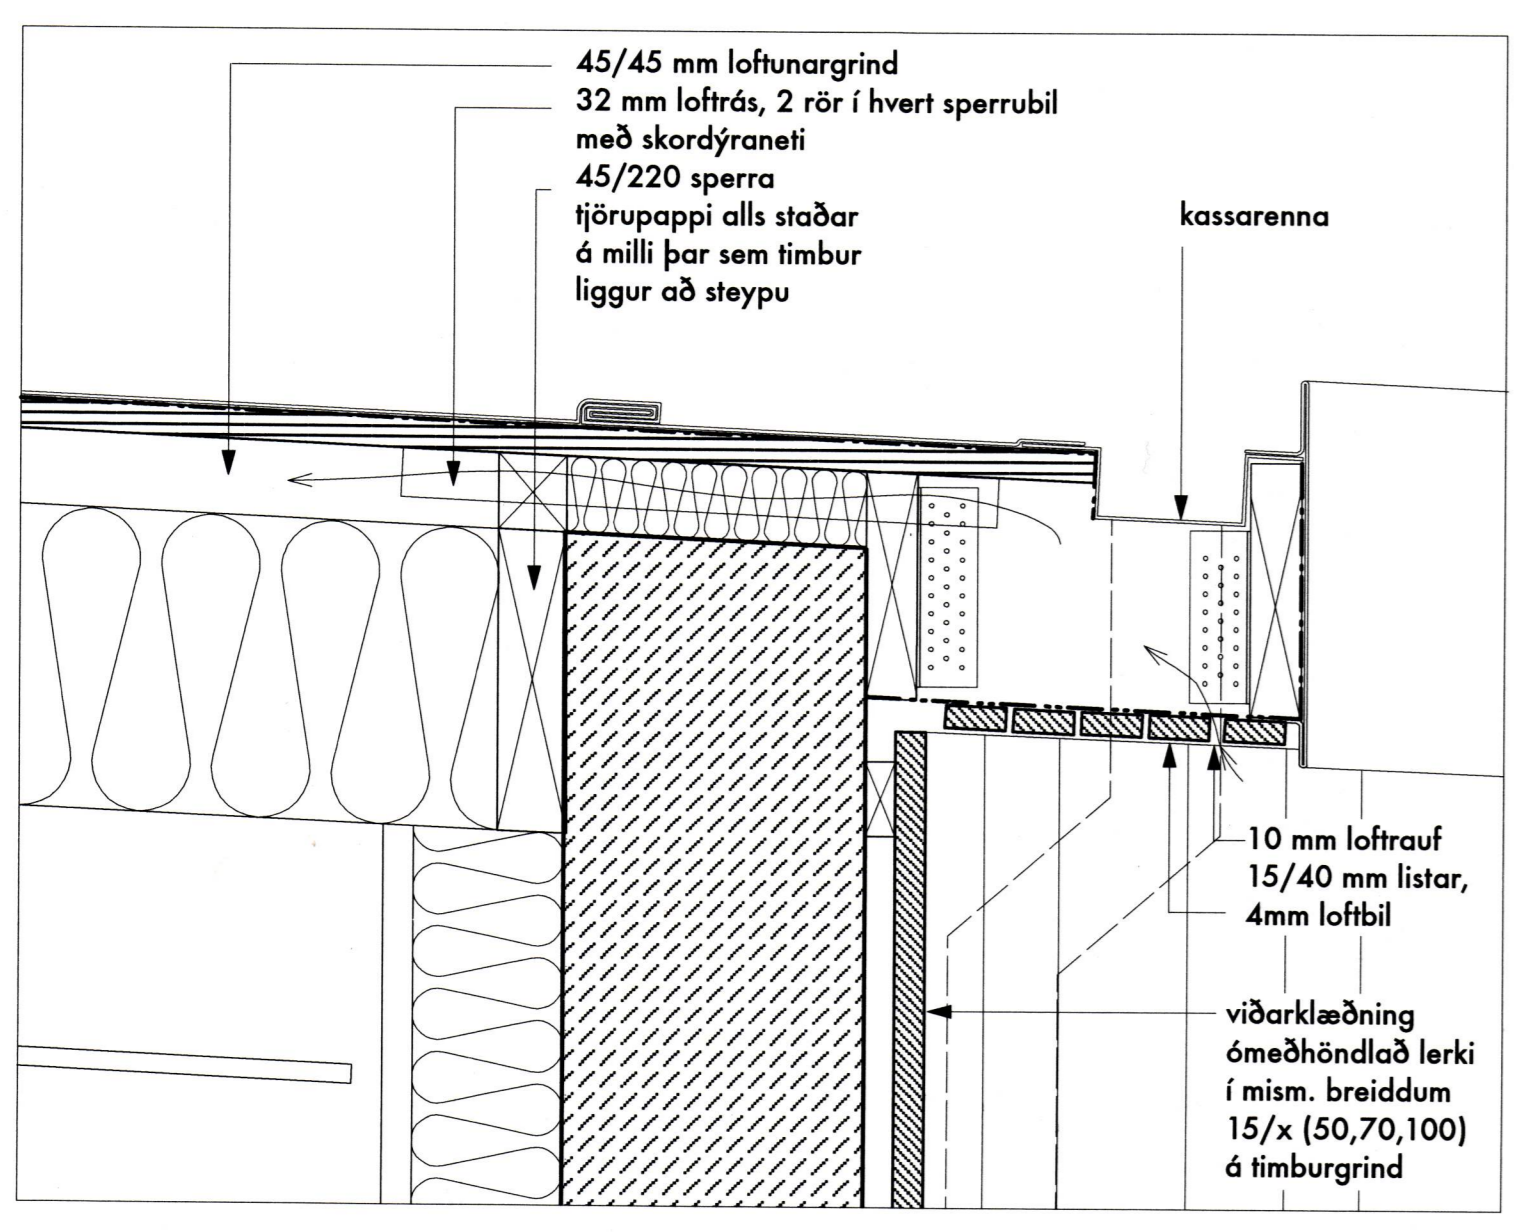 45/45 mm loftunargrind
32 mm loftrás, 2 rör í hvert sperrubil
með skordýraneti
45/220 sperra
tjörupappi alls staðar
á milli þar sem timbur
liggur að steypu
kassarenna
10 mm loftrauf
15/40 mm listar,
4mm loftbil
viðarklæðning
ómeðhöndlað lerki
í mism. breiddum
15/x (50,70,100)
á timburgrind